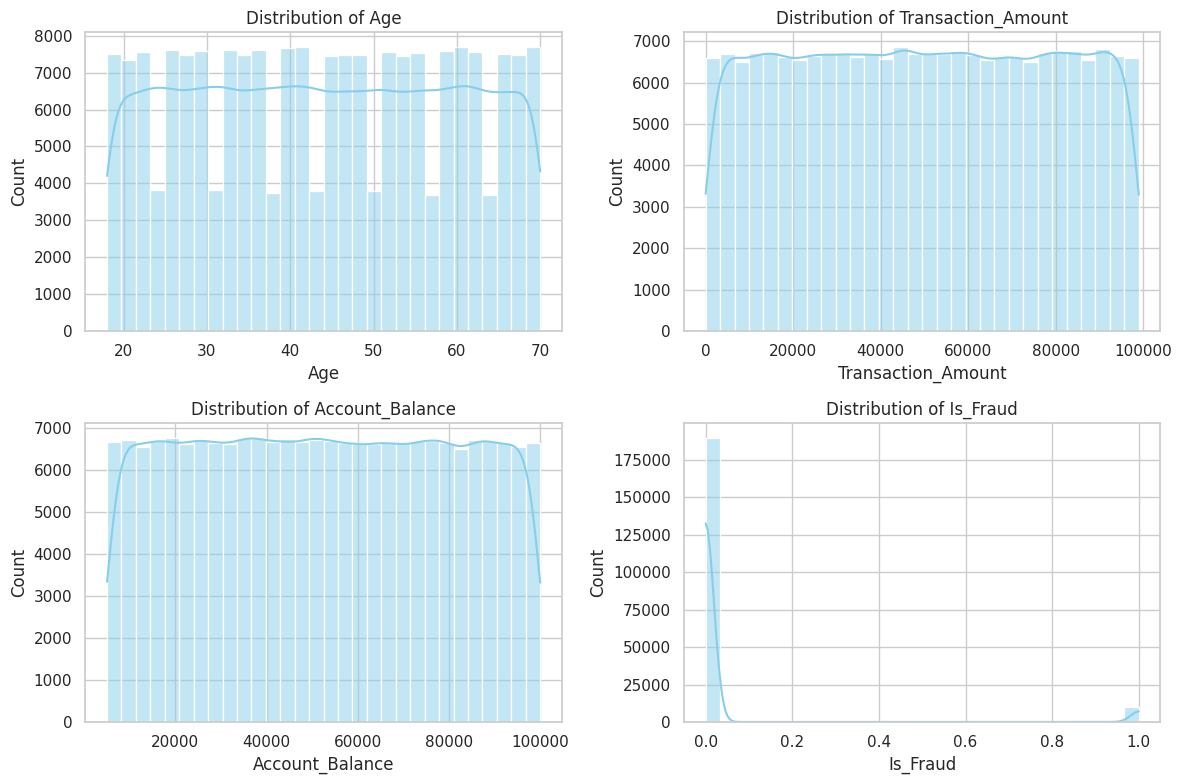 Distribution of Age
8000
7000
6000
5000
4000
3000
2000
1000
0
Count
20 30 40 50 60 70
Age
Distribution of Transaction_Amount
7000
6000
5000
4000
3000
2000
1000
0
Count
0 20000 40000 60000 80000 100000
Transaction_Amount
Distribution of Account_Balance
7000
6000
5000
4000
3000
2000
1000
0
Count
20000 40000 60000 80000 100000
Account_Balance
Distribution of Is_Fraud
175000
150000
125000
100000
75000
50000
25000
0
Count
0.0 0.2 0.4 0.6 0.8 1.0
Is_Fraud